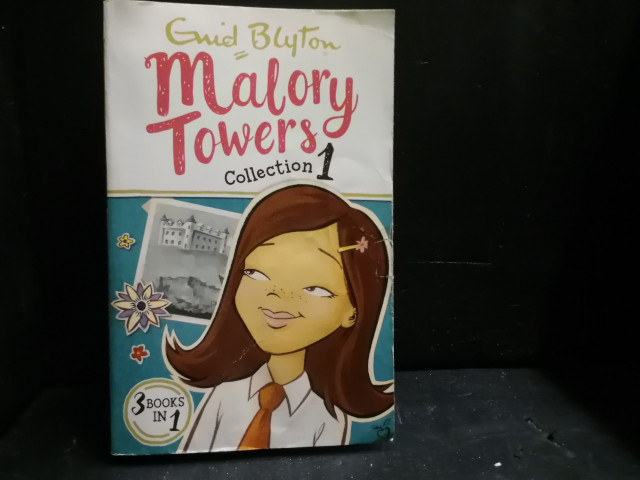 Enid Blyton
Malory
Towers
Collection 1
3 BOOKS
IN 1